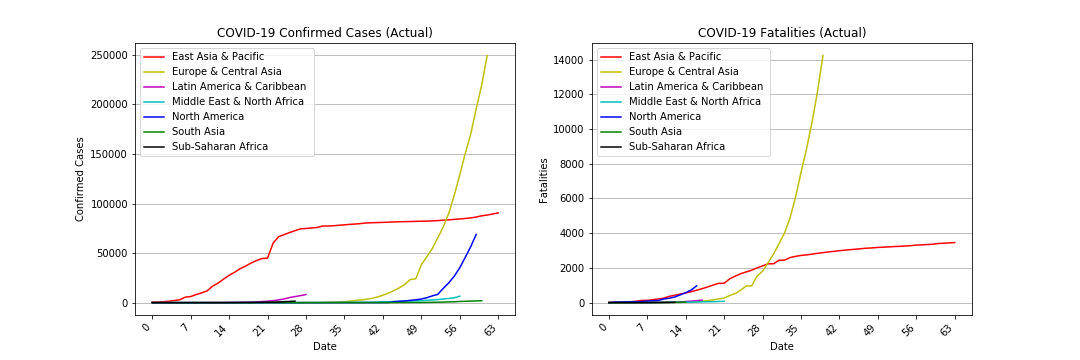 COVID-19 Confirmed Cases (Actual)
250000
200000
150000
100000
50000
0
Confirmed Cases
East Asia & Pacific
Europe & Central Asia
Latin America & Caribbean
Middle East & North Africa
North America
South Asia
Sub-Saharan Africa
0 7 14 21 28 35 42 49 56 63
Date
COVID-19 Fatalities (Actual)
14000
12000
10000
8000
6000
4000
2000
0
Fatalities
East Asia & Pacific
Europe & Central Asia
Latin America & Caribbean
Middle East & North Africa
North America
South Asia
Sub-Saharan Africa
0 7 14 21 28 35 42 49 56 63
Date